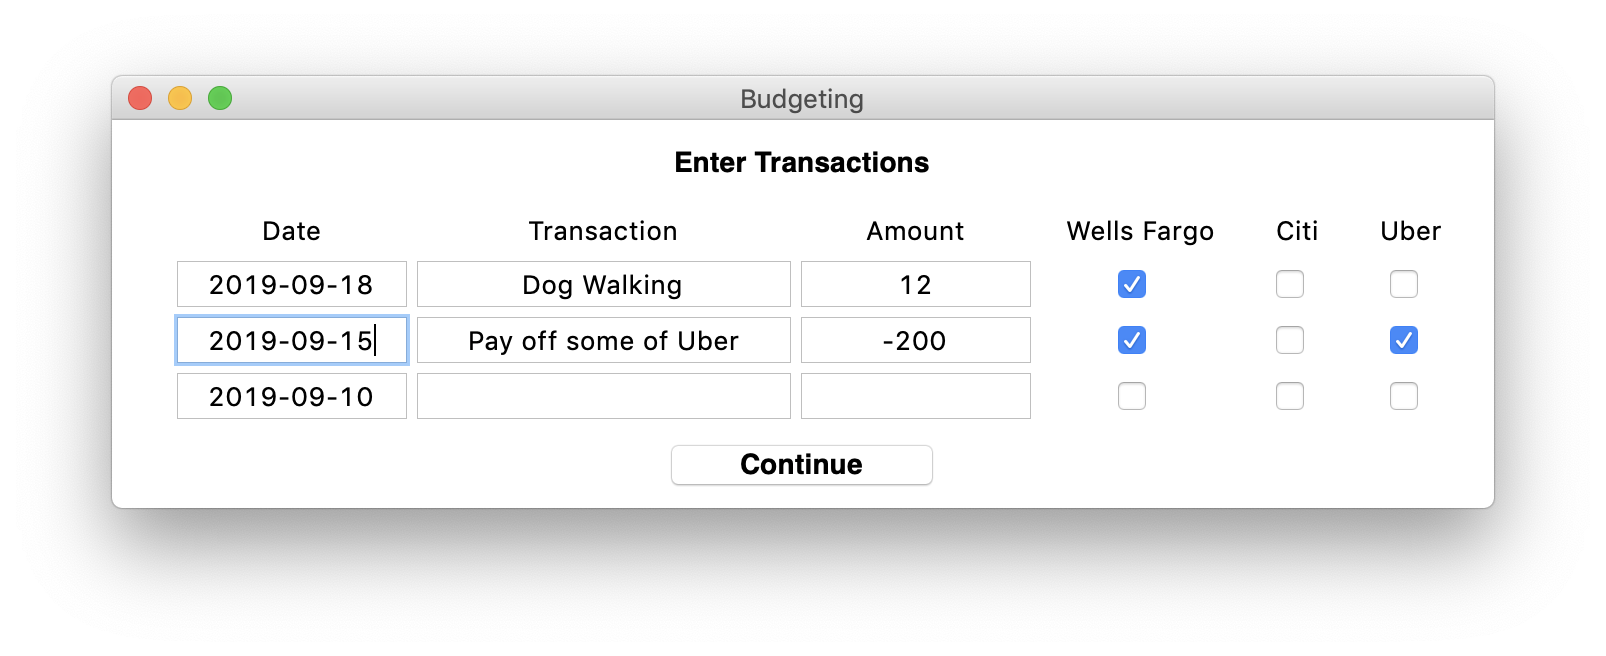 Budgeting
Enter Transactions
Date Transaction Amount Wells Fargo Citi Uber
2019-09-18 Dog Walking 12
2019-09-15 Pay off some of Uber -200
2019-09-10
Continue